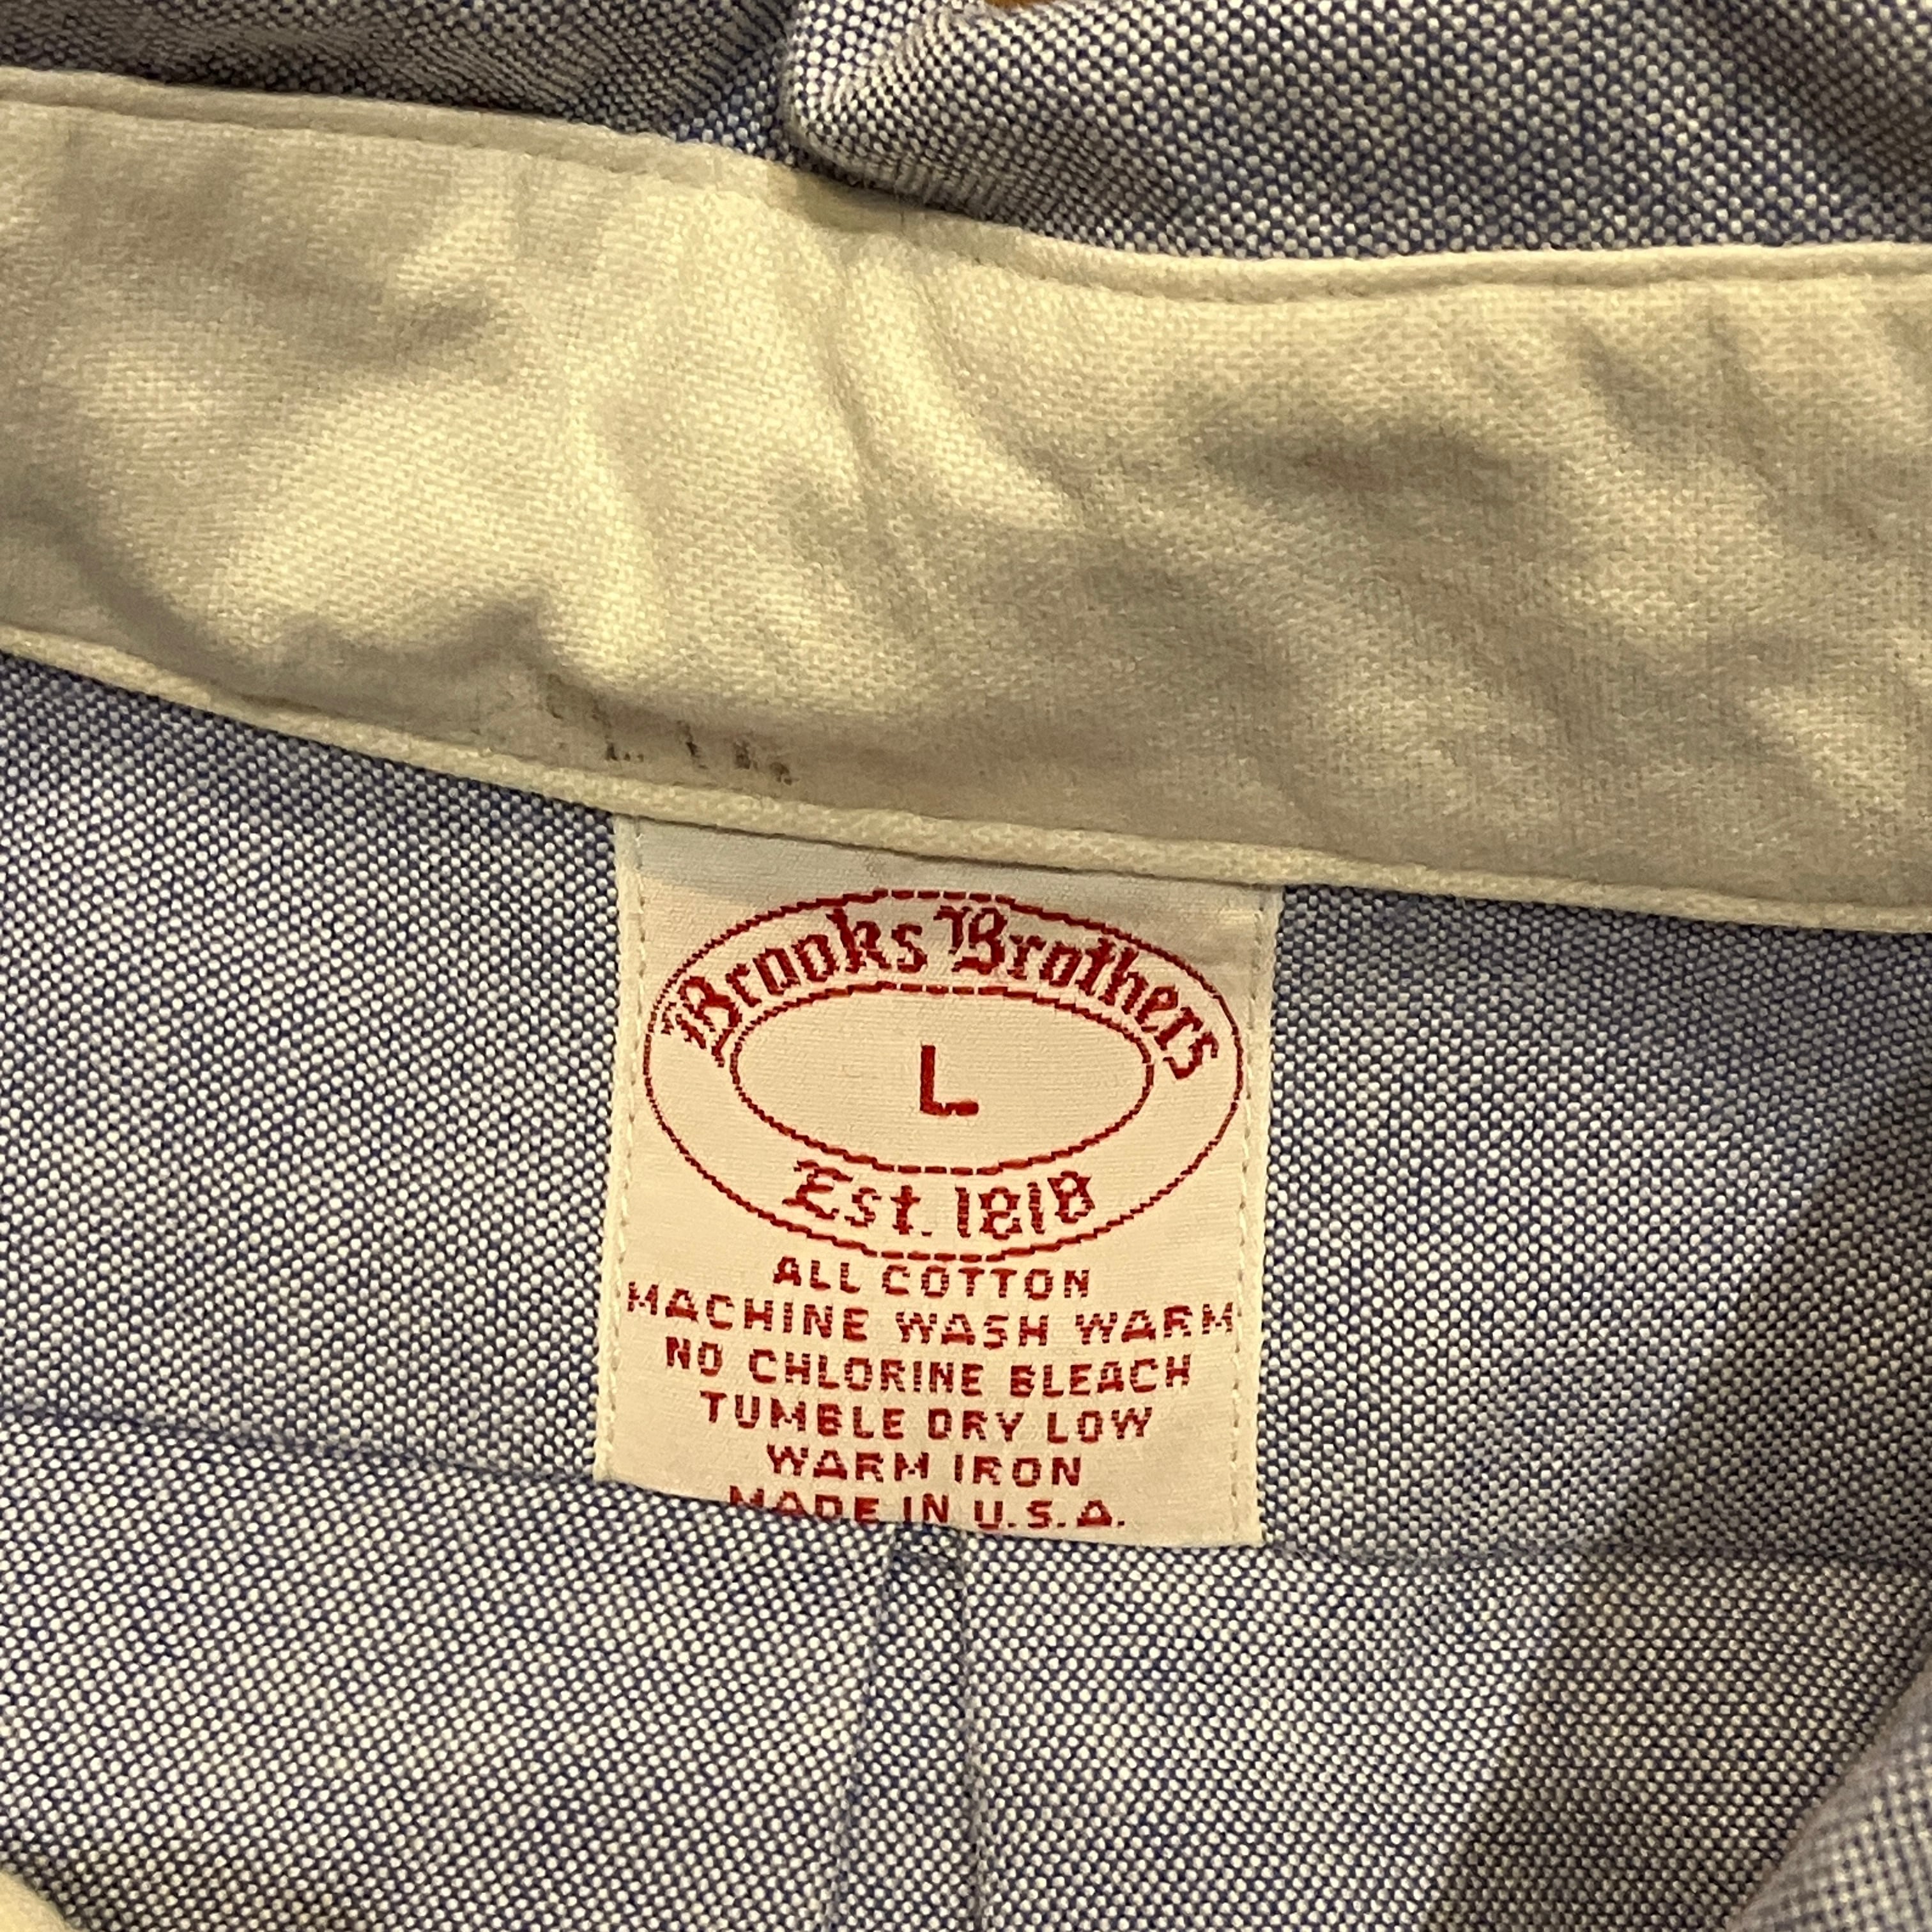 Brooks Brothers
L
Est. 1818
ALL COTTON
MACHINE WASH WARM
NO CHLORINE BLEACH
TUMBLE DRY LOW
WARM IRON
MADE IN U.S.A.